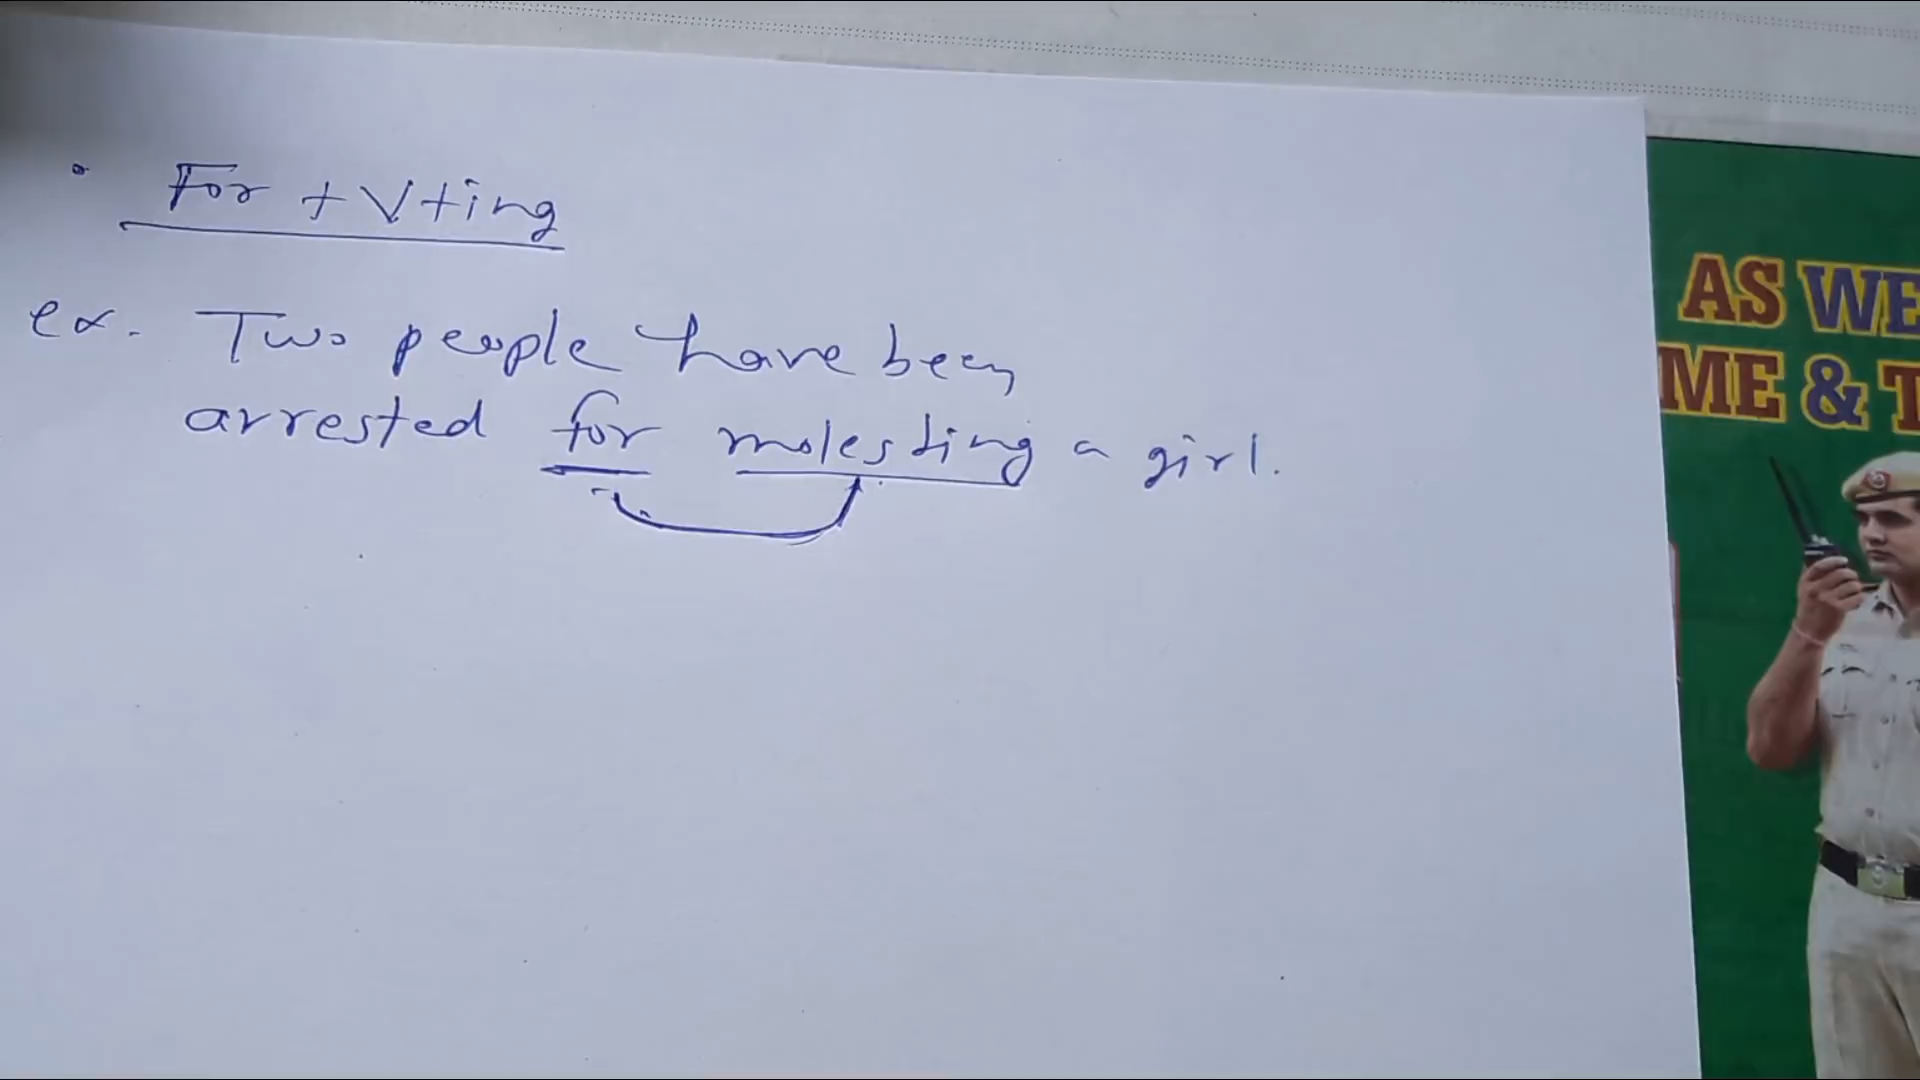 For + V+ing
ex. Two people have been
arrested for molesting a girl.
AS WE
ME & T